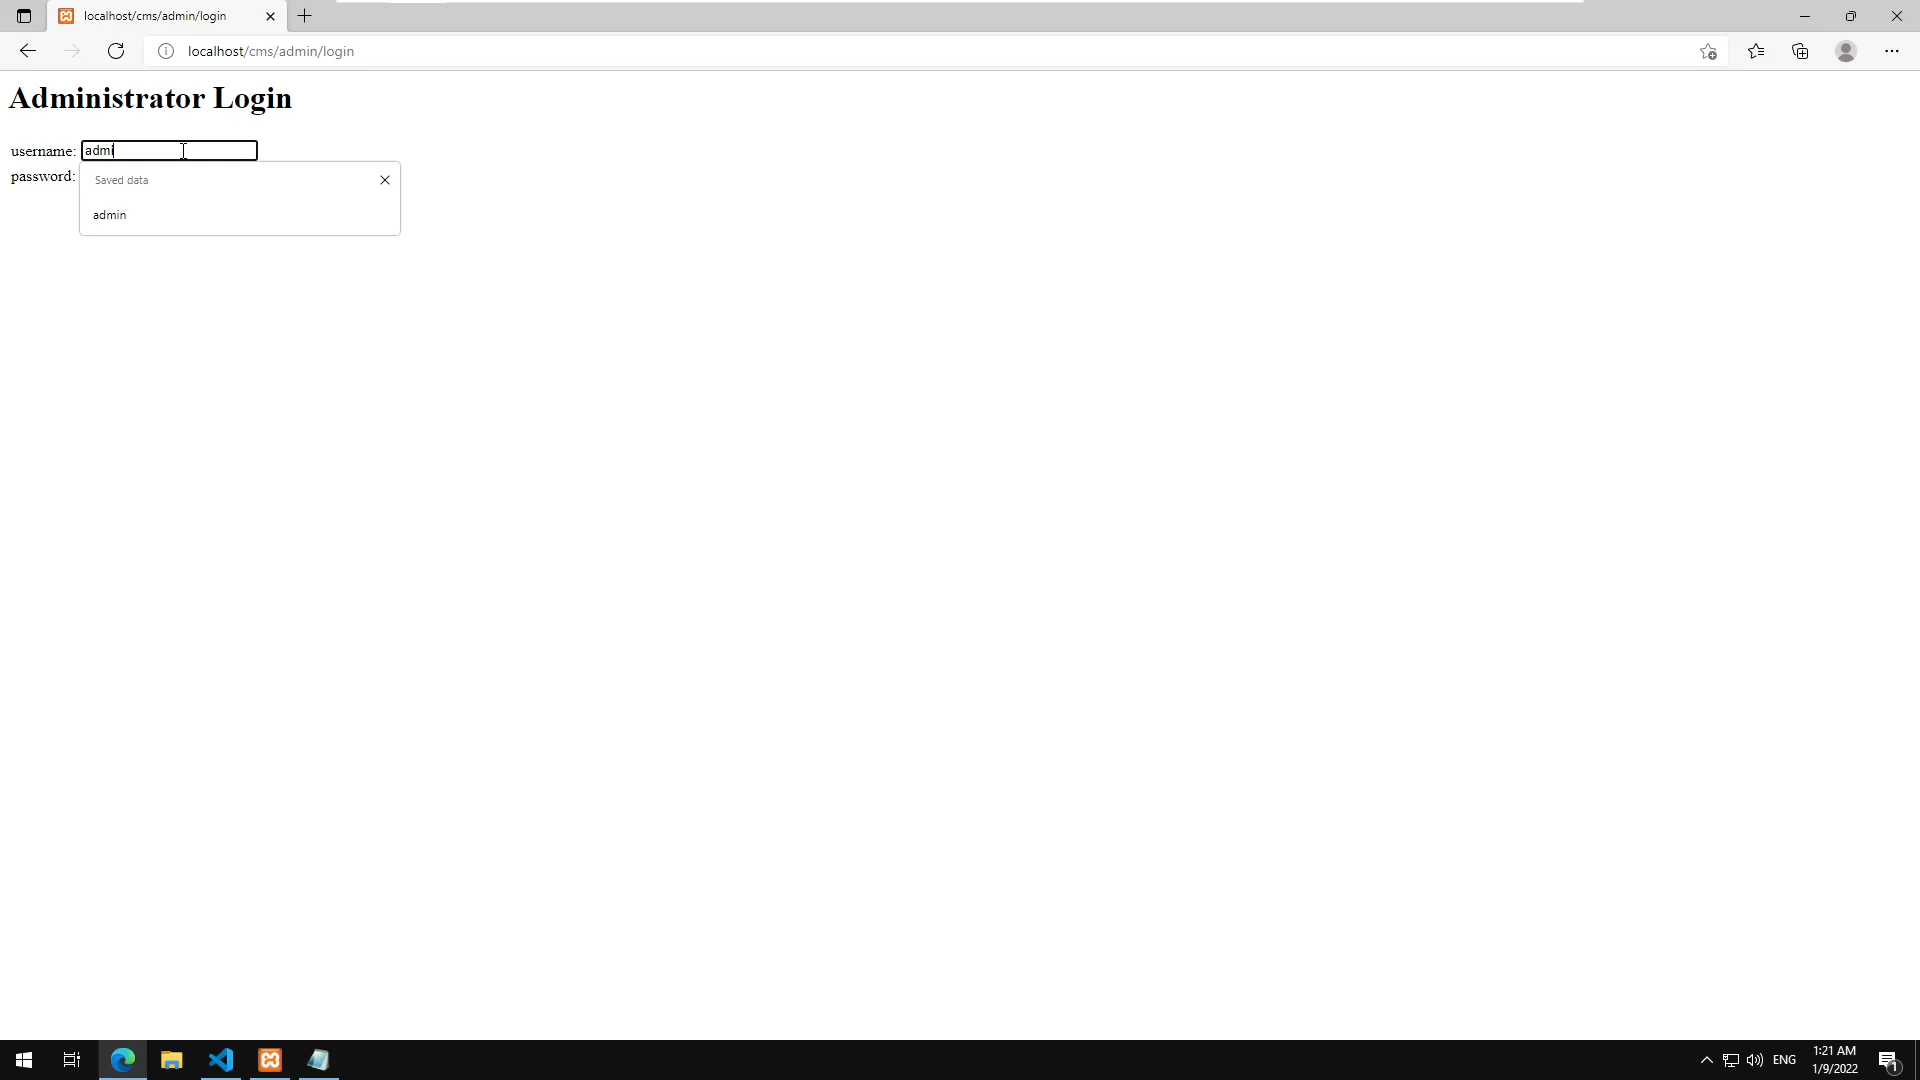 localhost/cms/admin/login
localhost/cms/admin/login
Administrator Login
username: admi
password:
Saved data
admin
ENG
1:21 AM
1/9/2022
1